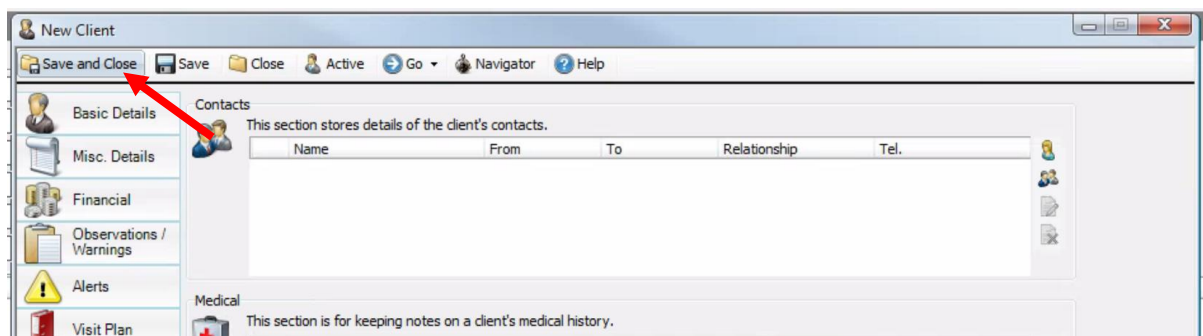 New Client
Save and Close Save Close Active Go Navigator Help
Basic Details
Misc. Details
Financial
Observations /
Warnings
Alerts
Visit Plan
Contacts
This section stores details of the client's contacts.
Name From To Relationship Tel.
Medical
This section is for keeping notes on a client's medical history.